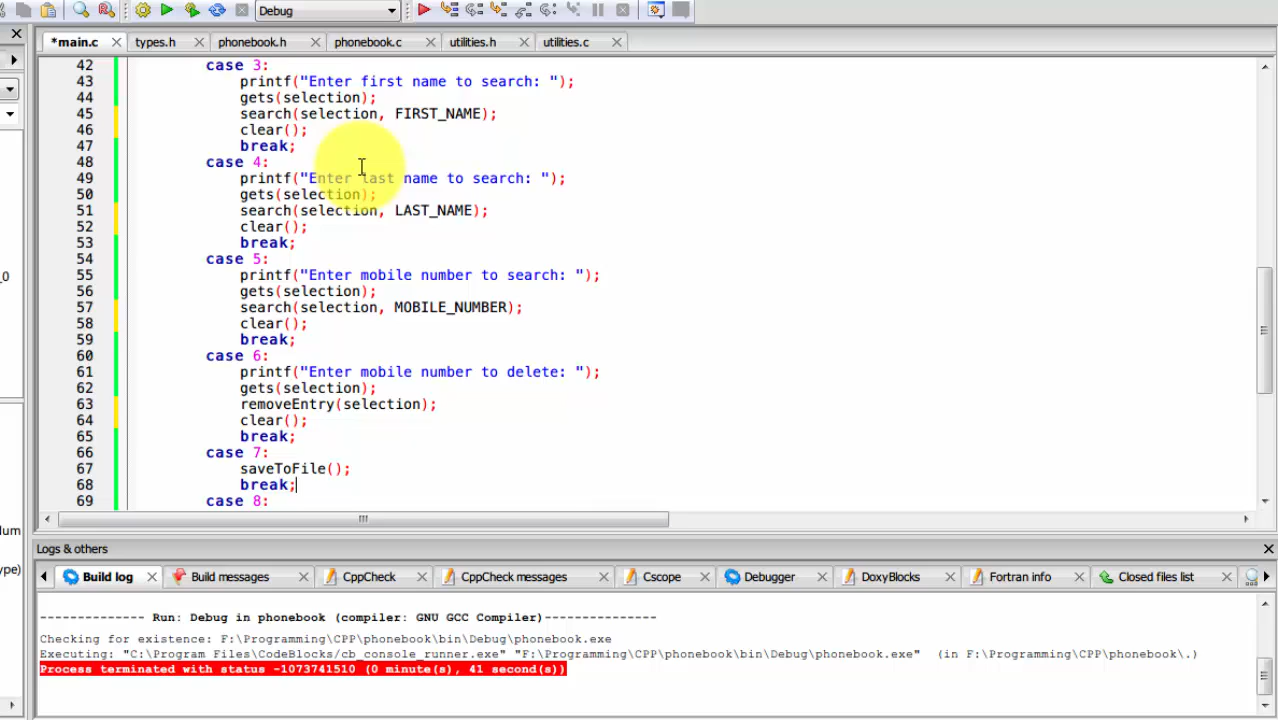 Debug
*main.c types.h phonebook.h phonebook.c utilities.h utilities.c
42 case 3:
43 printf("Enter first name to search: ");
44 gets(selection);
45 search(selection, FIRST_NAME);
46 clear();
47 break;
48 case 4:
49 printf("Enter last name to search: ");
50 gets(selection);
51 search(selection, LAST_NAME);
52 clear();
53 break;
54 case 5:
55 printf("Enter mobile number to search: ");
56 gets(selection);
57 search(selection, MOBILE_NUMBER);
58 clear();
59 break;
60 case 6:
61 printf("Enter mobile number to delete: ");
62 gets(selection);
63 removeEntry(selection);
64 clear();
65 break;
66 case 7:
67 saveToFile();
68 break;
69 case 8:
_0
lum
ype)
Logs & others
Build log Build messages CppCheck CppCheck messages Cscope Debugger DoxyBlocks Fortran info Closed files list
-------------- Run: Debug in phonebook (compiler: GNU GCC Compiler)---------------
Checking for existence: F:\Programming\CPP\phonebook\bin\Debug\phonebook.exe
Executing: "C:\Program Files\CodeBlocks/cb_console_runner.exe" "F:\Programming\CPP\phonebook\bin\Debug\phonebook.exe"  (in F:\Programming\CPP\phonebook\.)
Process terminated with status -1073741510 (0 minute(s), 41 second(s))